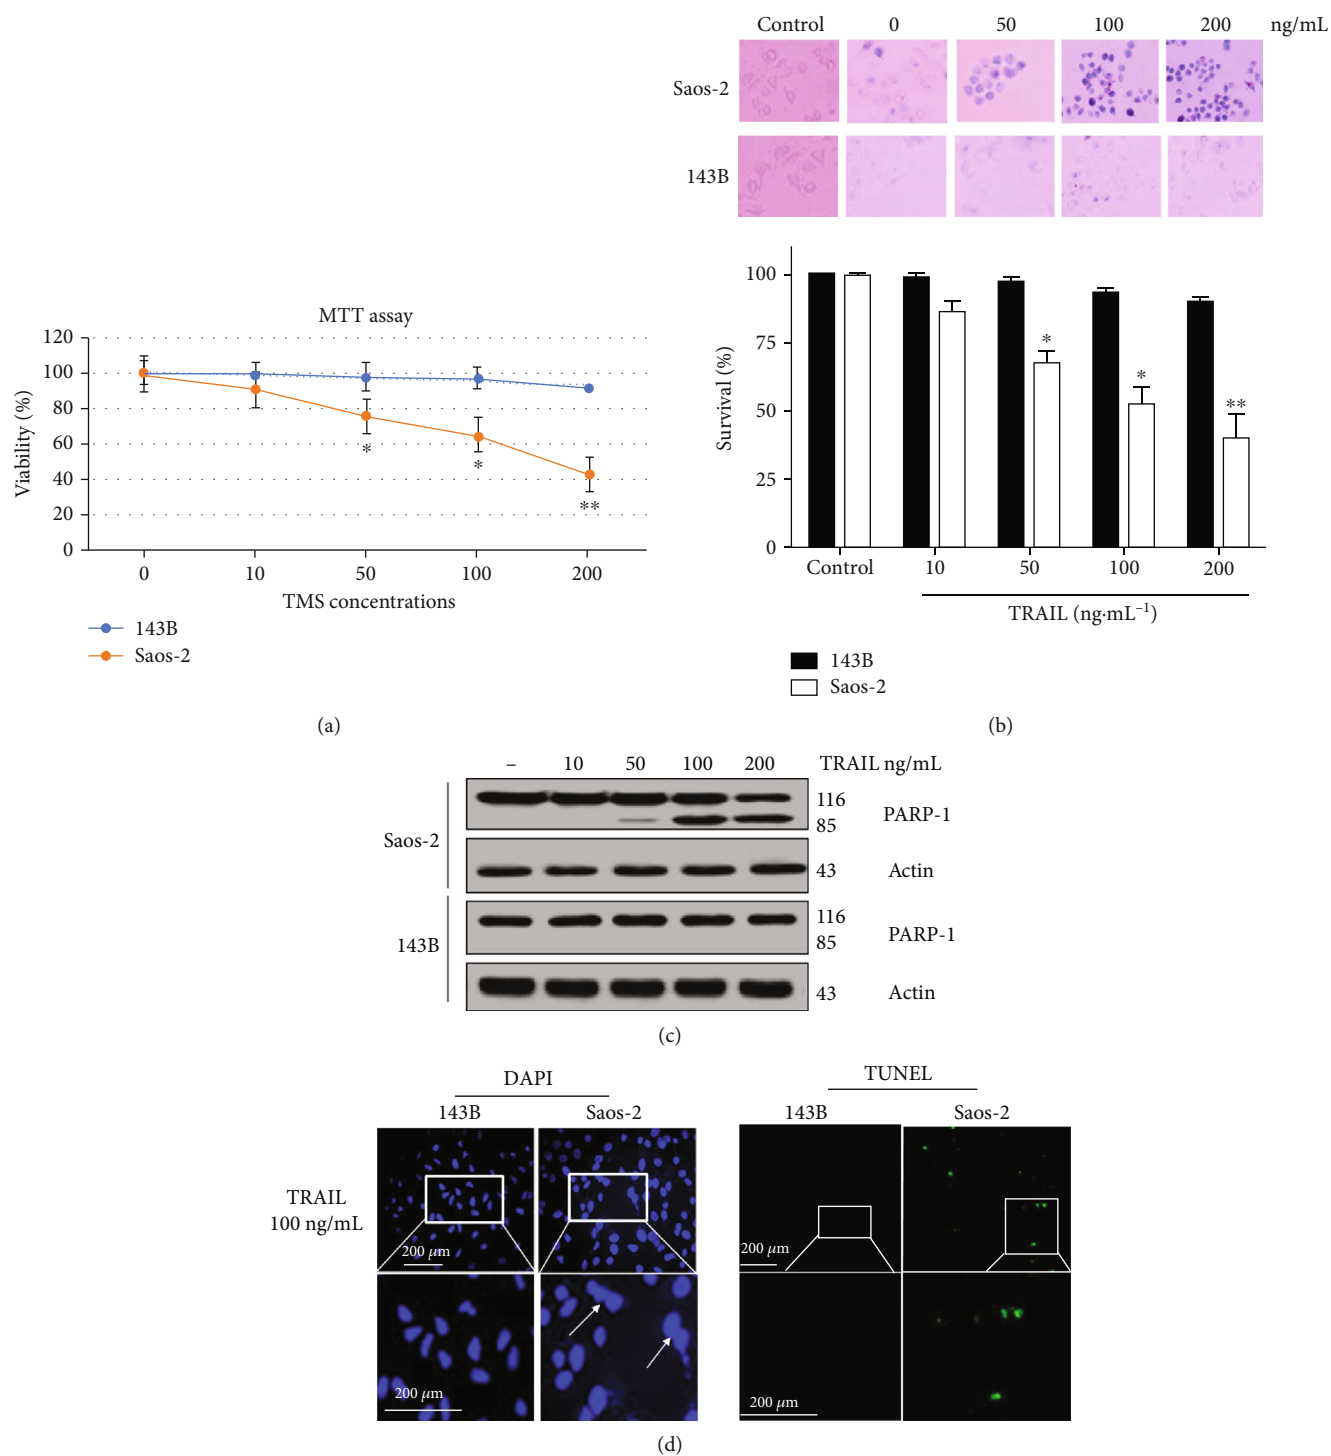 MTT assay
Viability (%)
120
100
80
60
40
20
0
0 10 50 100 200
TMS concentrations
* * **
143B
Saos-2
(a)
Control 0 50 100 200 ng/mL
Saos-2
143B
Survival (%)
100
75
50
25
0
* * **
Control 10 50 100 200
TRAIL (ng·mL⁻¹)
143B
Saos-2
(b)
– 10 50 100 200 TRAIL ng/mL
Saos-2
116
85
PARP-1
43 Actin
143B
116
85
PARP-1
43 Actin
(c)
DAPI
143B Saos-2
TUNEL
143B Saos-2
TRAIL
100 ng/mL
200 μm
200 μm
200 μm
200 μm
(d)